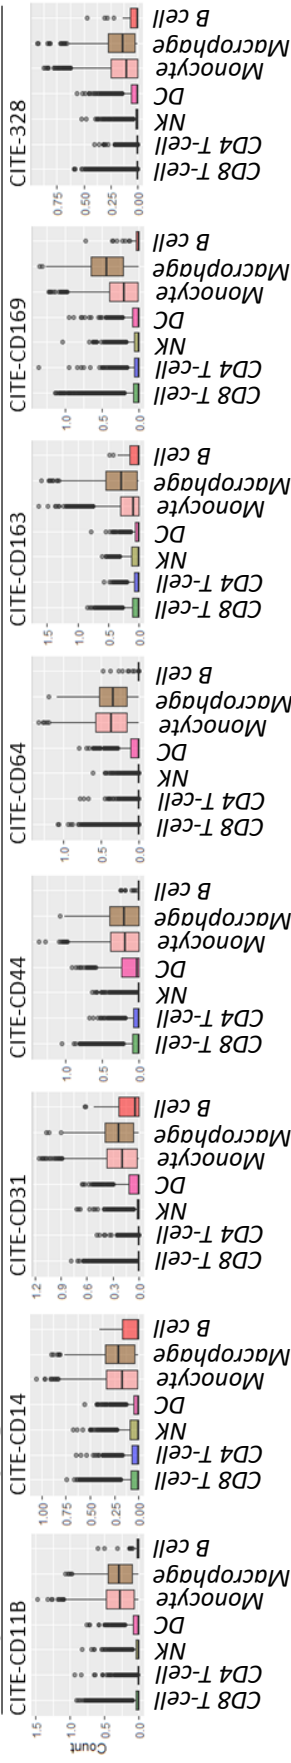 CITE-CD11B
Count
1.5
1.0
0.5
0.0
CD8 T-cell
CD4 T-cell
NK
DC
Monocyte
Macrophage
B cell
CITE-CD14
1.00
0.75
0.50
0.25
0.00
CD8 T-cell
CD4 T-cell
NK
DC
Monocyte
Macrophage
B cell
CITE-CD31
1.2
0.9
0.6
0.3
0.0
CD8 T-cell
CD4 T-cell
NK
DC
Monocyte
Macrophage
B cell
CITE-CD44
1.0
0.5
0.0
CD8 T-cell
CD4 T-cell
NK
DC
Monocyte
Macrophage
B cell
CITE-CD64
1.0
0.5
0.0
CD8 T-cell
CD4 T-cell
NK
DC
Monocyte
Macrophage
B cell
CITE-CD163
1.5
1.0
0.5
0.0
CD8 T-cell
CD4 T-cell
NK
DC
Monocyte
Macrophage
B cell
CITE-CD169
1.0
0.5
0.0
CD8 T-cell
CD4 T-cell
NK
DC
Monocyte
Macrophage
B cell
CITE-328
0.75
0.50
0.25
0.00
CD8 T-cell
CD4 T-cell
NK
DC
Monocyte
Macrophage
B cell